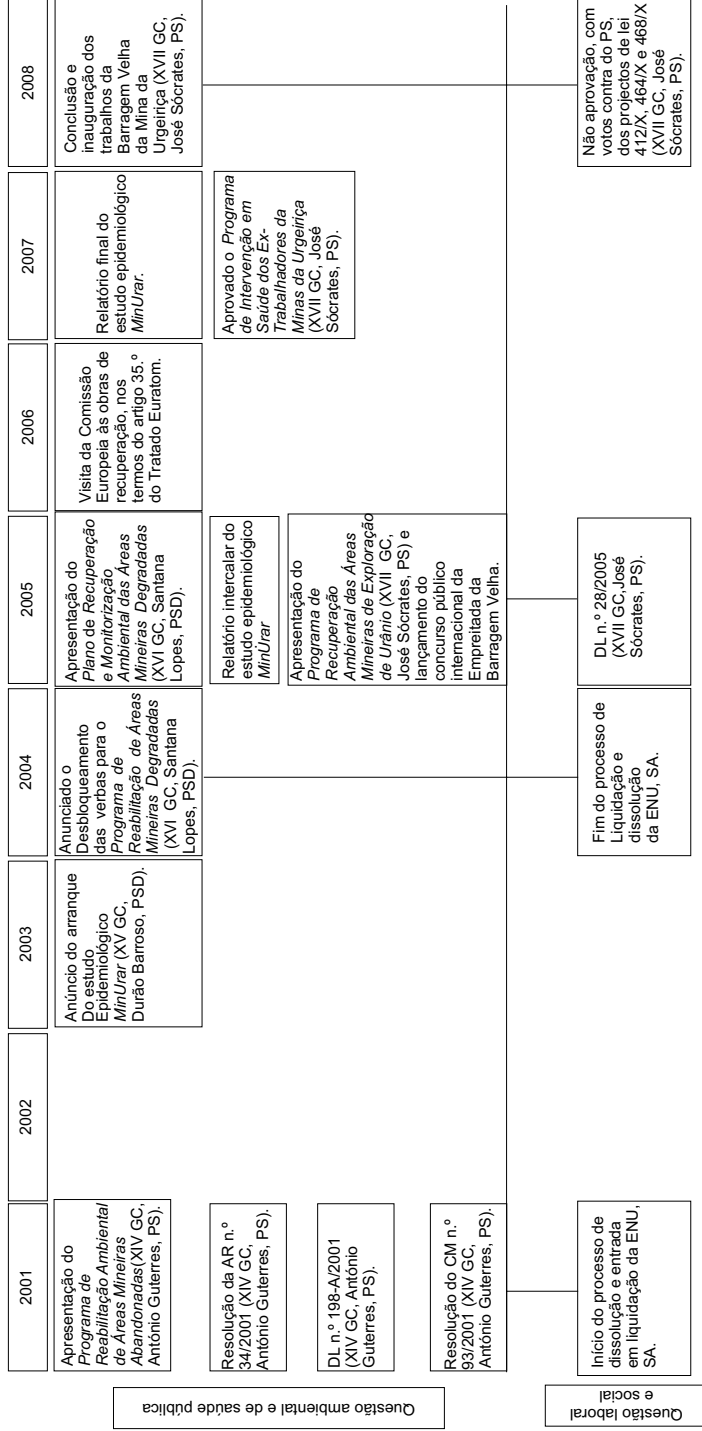 2001
2002
2003
2004
2005
2006
2007
2008
Questão ambiental e de saúde pública
Apresentação do
Programa de
Reabilitação Ambiental
de Áreas Mineiras
Abandonadas(XIV GC,
António Guterres, PS).
Resolução da AR n.º
34/2001 (XIV GC,
António Guterres, PS).
DL n.º 198-A/2001
(XIV GC, António
Guterres, PS).
Resolução do CM n.º
93/2001 (XIV GC,
António Guterres, PS).
Anúncio do arranque
Do estudo
Epidemiológico
MinUrar (XV GC,
Durão Barroso, PSD).
Anunciado o
Desbloqueamento
das verbas para o
Programa de
Reabilitação de Áreas
Mineiras Degradadas
(XVI GC, Santana
Lopes, PSD).
Apresentação do
Plano de Recuperação
e Monitorização
Ambiental das Áreas
Mineiras Degradadas
(XVI GC, Santana
Lopes, PSD).
Relatório intercalar do
estudo epidemiológico
MinUrar
Apresentação do
Programa de
Recuperação
Ambiental das Áreas
Mineiras de Exploração
de Urânio (XVII GC,
José Sócrates, PS) e
lançamento do
concurso público
internacional da
Empreitada da
Barragem Velha.
Visita da Comissão
Europeia às obras de
recuperação, nos
termos do artigo 35.º
do Tratado Euratom.
Relatório final do
estudo epidemiológico
MinUrar.
Aprovado o Programa
de Intervenção em
Saúde dos Ex-
Trabalhadores da
Minas da Urgeiriça
(XVII GC, José
Sócrates, PS).
Conclusão e
inauguração dos
trabalhos da
Barragem Velha
da Mina da
Urgeiriça (XVII GC,
José Sócrates, PS).
Questão laboral
e social
Início do processo de
dissolução e entrada
em liquidação da ENU,
SA.
Fim do processo de
Liquidação e
dissolução
da ENU, SA.
DL n.º 28/2005
(XVII GC,José
Sócrates, PS).
Não aprovação, com
votos contra do PS,
dos projectos de lei
412/X, 464/X e 468/X
(XVII GC, José
Sócrates, PS).